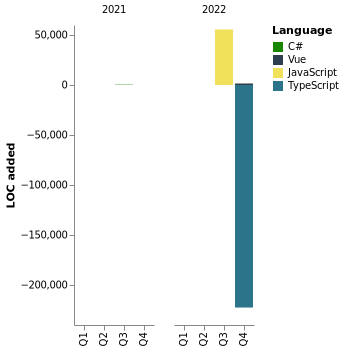 2021
2022
Language
C#
Vue
JavaScript
TypeScript
LOC added
50,000
0
−50,000
−100,000
−150,000
−200,000
Q1
Q2
Q3
Q4
Q1
Q2
Q3
Q4